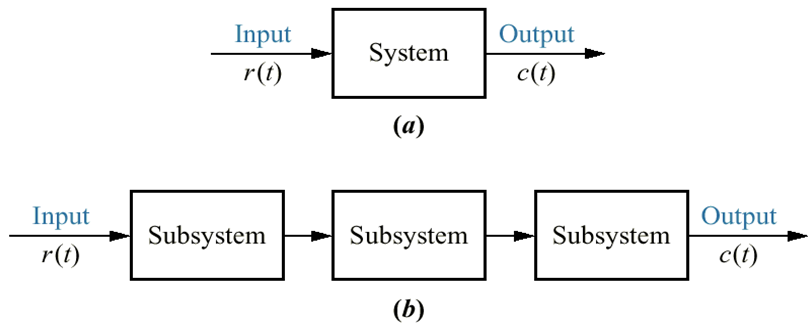 Input
Output
System
r(t)
c(t)
(a)
Input
Output
Subsystem
Subsystem
Subsystem
r(t)
c(t)
(b)